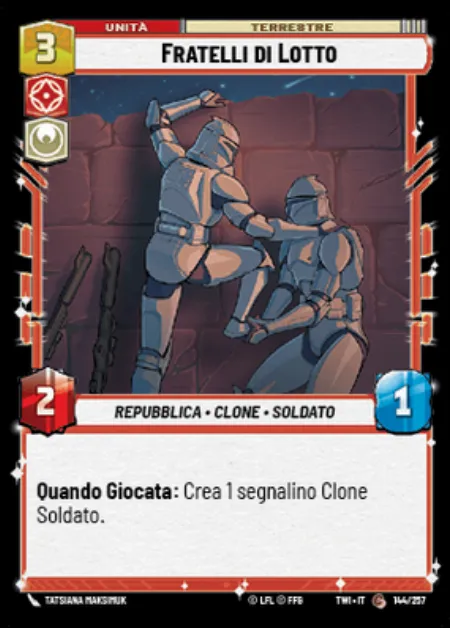 UNITÀ
TERRESTRE
3
FRATELLI DI LOTTO
2
REPUBBLICA • CLONE • SOLDATO
1
Quando Giocata: Crea 1 segnalino Clone
Soldato.
TATSIANA MAKSIMUK
© LFL © FFG
TWI • IT
C
144/257